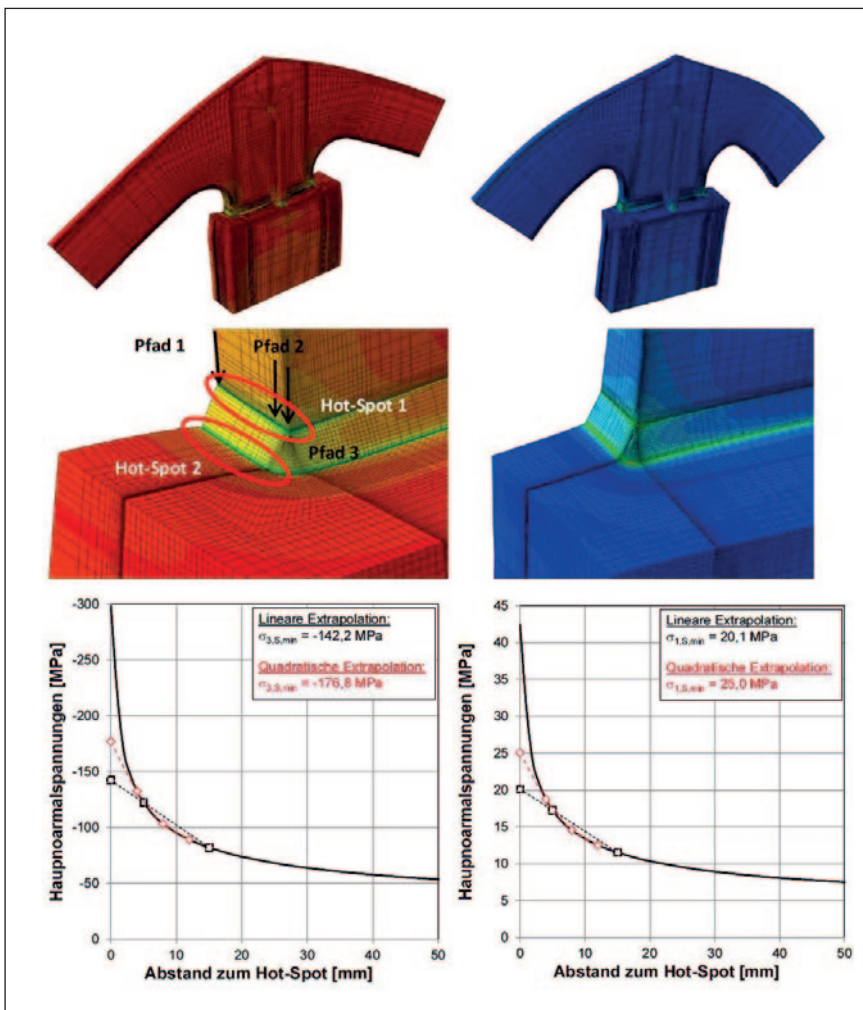 Pfad 1
Pfad 2
Hot-Spot 1
Pfad 3
Hot-Spot 2
-300
-250
-200
-150
-100
-50
0
Haupnoarmalspannungen [MPa]
Lineare Extrapolation:
σ3,S,min = -142,2 MPa
Quadratische Extrapolation:
σ3,S,min = -176,8 MPa
0 10 20 30 40 50
Abstand zum Hot-Spot [mm]
45
40
35
30
25
20
15
10
5
0
Haupnoarmalspannungen [MPa]
Lineare Extrapolation:
σ1,S,min = 20,1 MPa
Quadratische Extrapolation:
σ1,S,min = 25,0 MPa
0 10 20 30 40 50
Abstand zum Hot-Spot [mm]